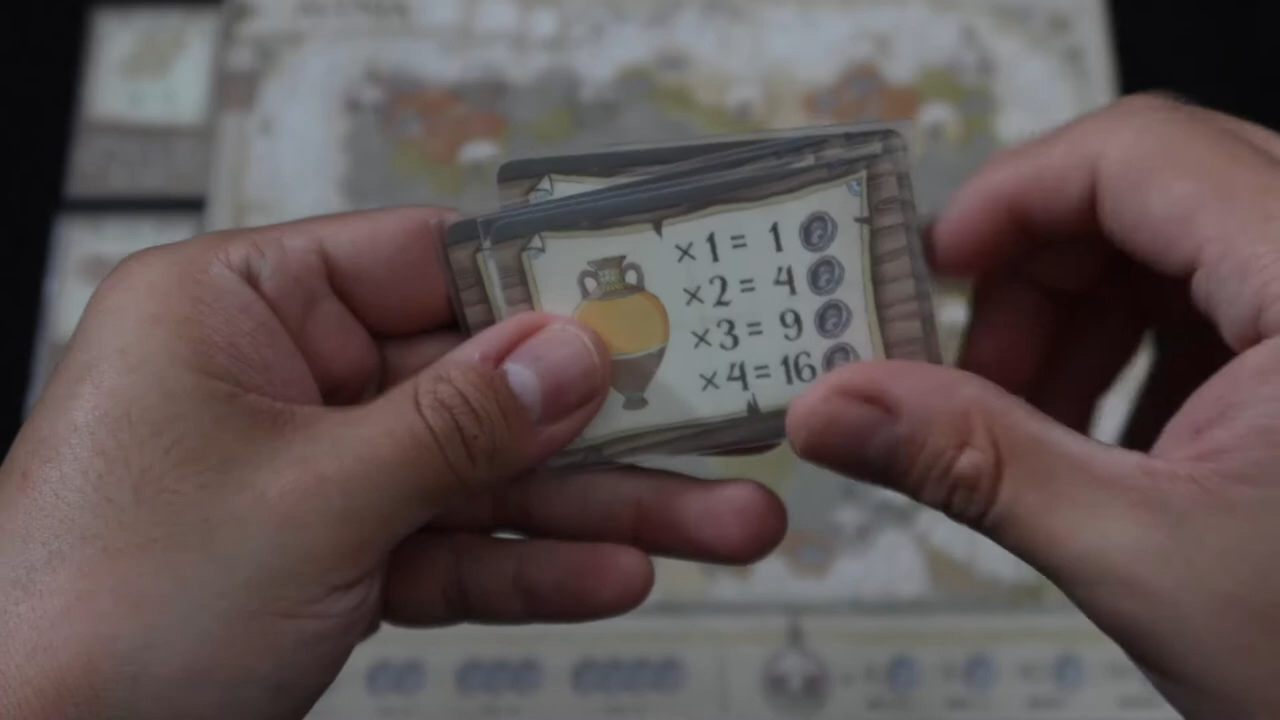 ×1 = 1
×2 = 4
×3 = 9
×4 = 16